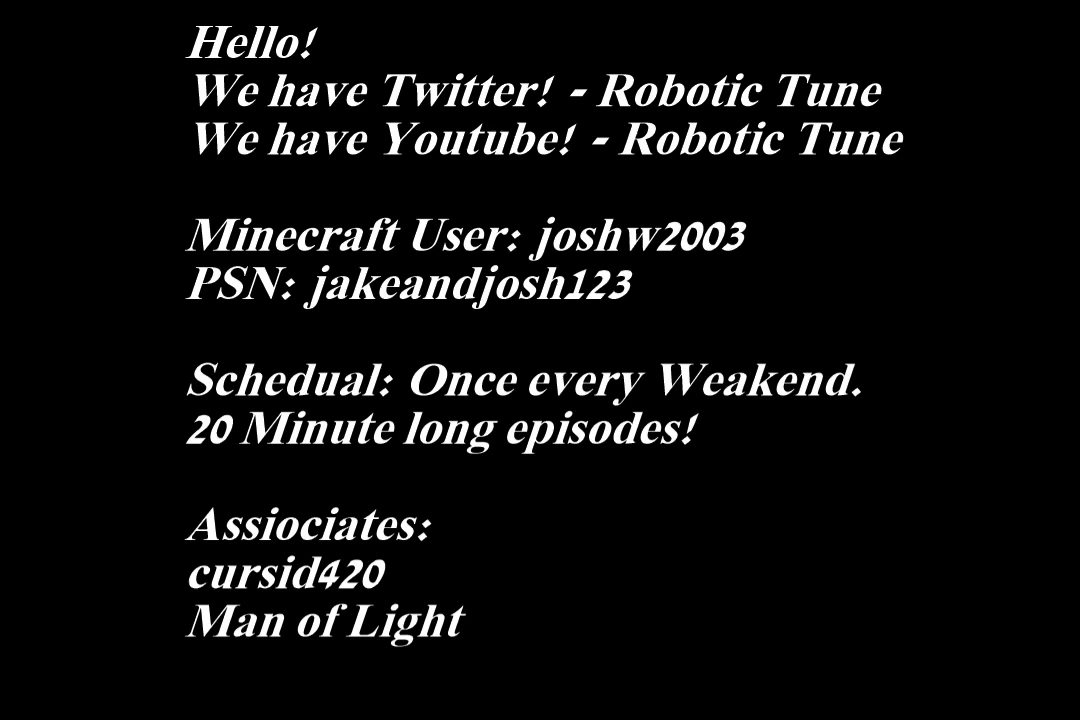 Hello!
We have Twitter! - Robotic Tune
We have Youtube! - Robotic Tune
Minecraft User: joshw2003
PSN: jakeandjosh123
Schedual: Once every Weakend.
20 Minute long episodes!
Assiociates:
cursid420
Man of Light